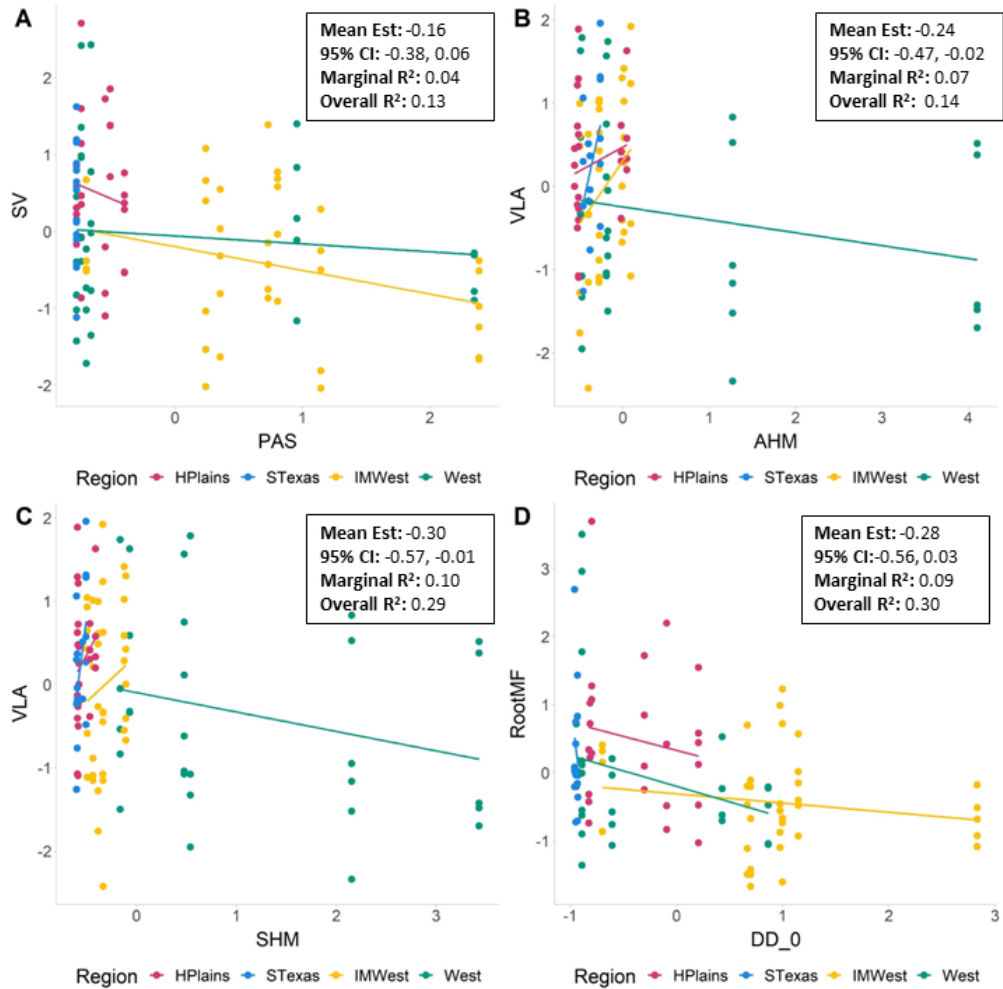 A
Mean Est: -0.16
95% CI: -0.38, 0.06
Marginal R²: 0.04
Overall R²: 0.13
SV
2
1
0
-1
-2
0
1
2
PAS
Region HPlains STexas IMWest West
B
Mean Est: -0.24
95% CI: -0.47, -0.02
Marginal R²: 0.07
Overall R²: 0.14
VLA
2
1
0
-1
-2
0
1
2
3
4
AHM
Region HPlains STexas IMWest West
C
Mean Est: -0.30
95% CI: -0.57, -0.01
Marginal R²: 0.10
Overall R²: 0.29
VLA
2
1
0
-1
-2
0
1
2
3
SHM
Region HPlains STexas IMWest West
D
Mean Est: -0.28
95% CI:-0.56, 0.03
Marginal R²: 0.09
Overall R²: 0.30
RootMF
3
2
1
0
-1
-1
0
1
2
3
DD_0
Region HPlains STexas IMWest West